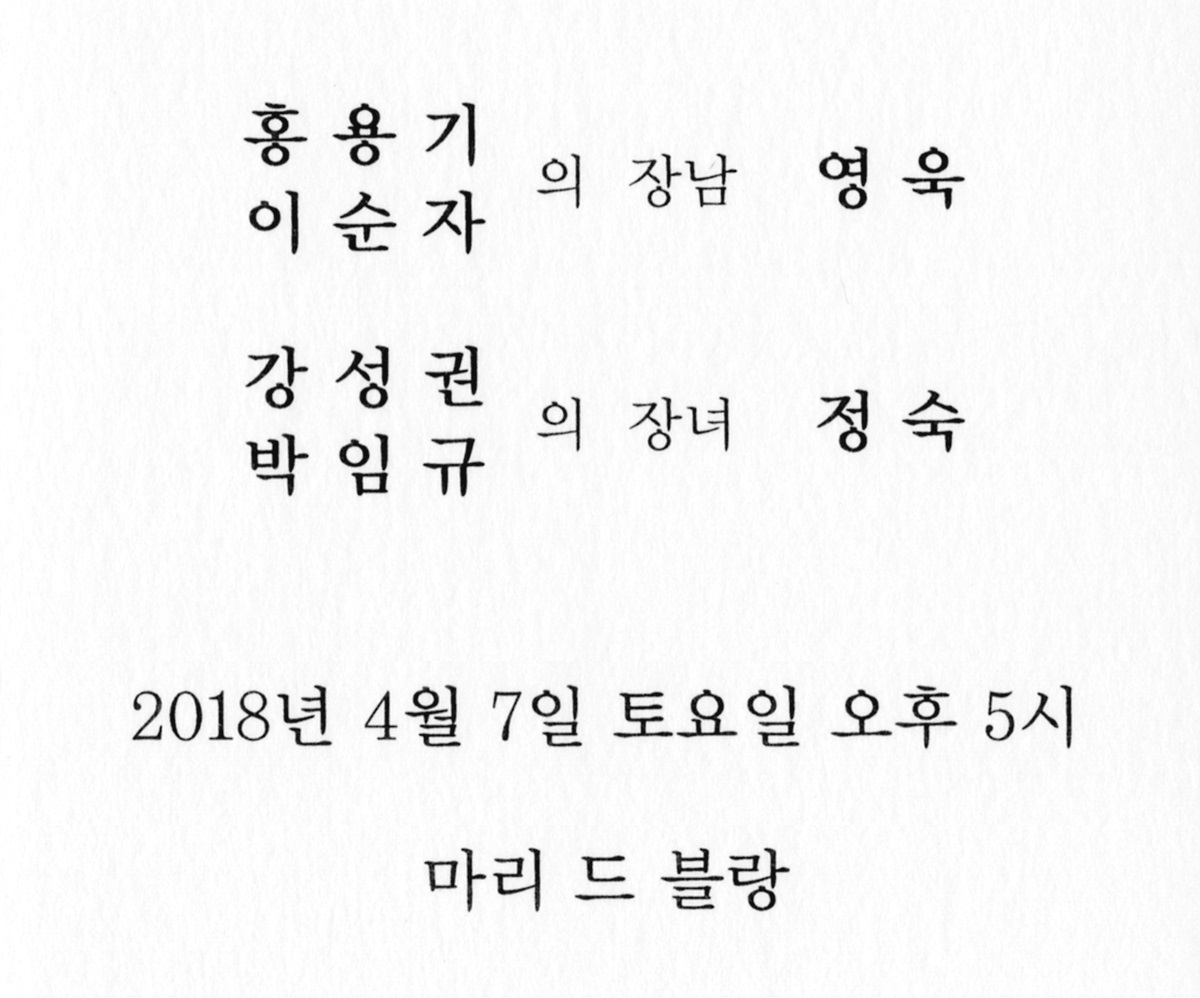 홍용기
이순자 의 장남 영욱
강성권
박임규 의 장녀 정숙
2018년 4월 7일 토요일 오후 5시
마리 드 블랑